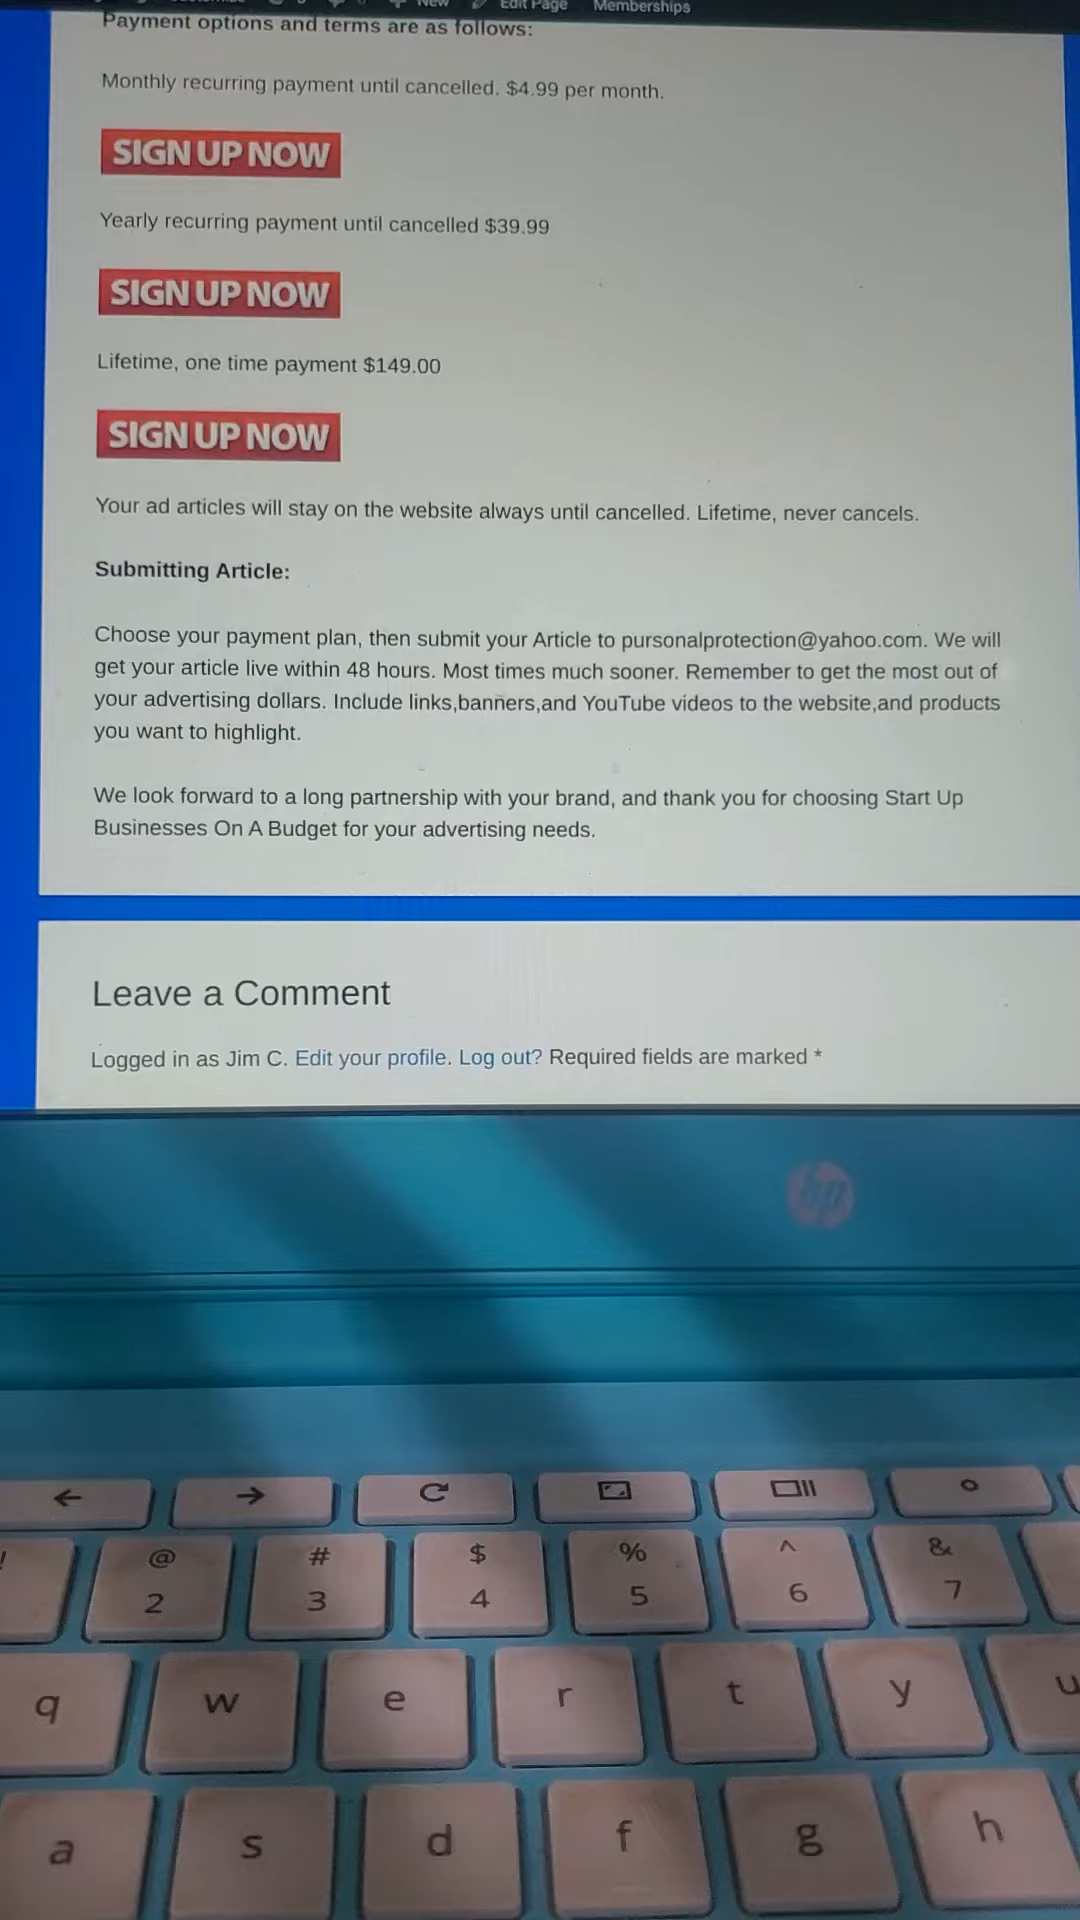 New Edit Page Memberships
Payment options and terms are as follows:
Monthly recurring payment until cancelled. $4.99 per month.
SIGN UP NOW
Yearly recurring payment until cancelled $39.99
SIGN UP NOW
Lifetime, one time payment $149.00
SIGN UP NOW
Your ad articles will stay on the website always until cancelled. Lifetime, never cancels.
Submitting Article:
Choose your payment plan, then submit your Article to pursonalprotection@yahoo.com. We will
get your article live within 48 hours. Most times much sooner. Remember to get the most out of
your advertising dollars. Include links,banners,and YouTube videos to the website,and products
you want to highlight.
We look forward to a long partnership with your brand, and thank you for choosing Start Up
Businesses On A Budget for your advertising needs.
Leave a Comment
Logged in as Jim C. Edit your profile. Log out? Required fields are marked *
hp
! @ # $ % ^ &
2 3 4 5 6 7
q w e r t y u
a s d f g h